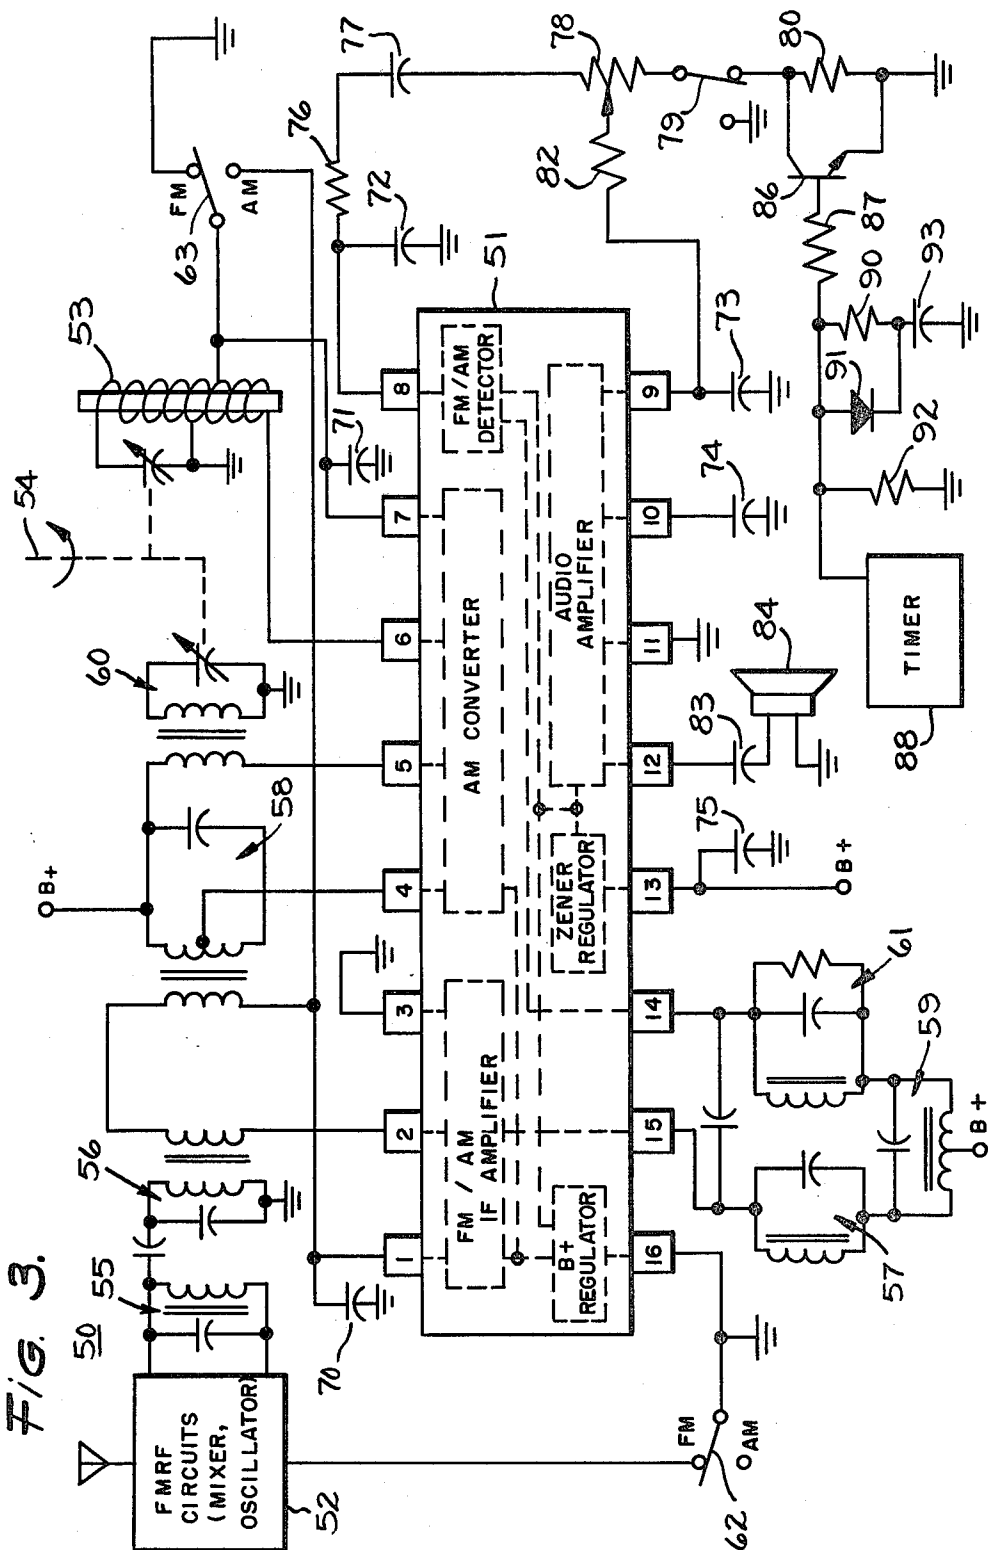 Fig. 3.
50
FMRF
CIRCUITS
(MIXER,
OSCILLATOR)
52
55
56
B+
58
60
54
53
63
FM
AM
62
FM
AM
70
71
72
76
77
78
79
80
82
51
1
2
3
4
5
6
7
8
FM / AM
IF AMPLIFIER
AM CONVERTER
FM/AM
DETECTOR
B+
REGULATOR
ZENER
REGULATOR
AUDIO
AMPLIFIER
16
15
14
13
12
11
10
9
57
59
61
B+
B+
75
83
84
74
73
86
87
90
91
92
93
TIMER
88